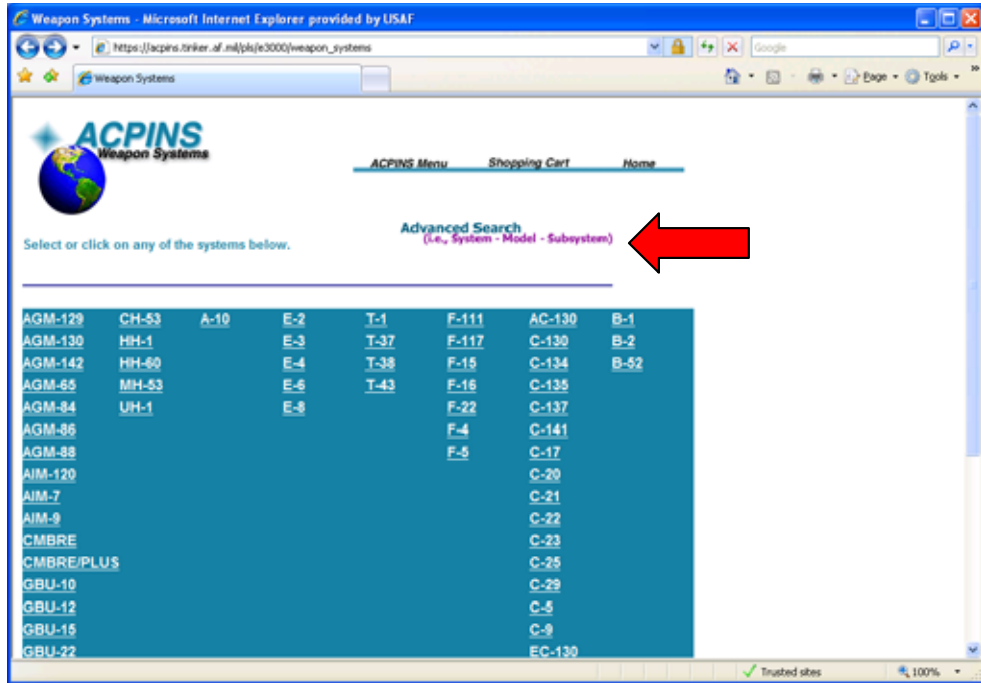 Weapon Systems - Microsoft Internet Explorer provided by USAF
https://acpins.tinker.af.mil/pls/e3000/weapon_systems
Google
Weapon Systems
Page
Tools
ACPINS
Weapon Systems
ACPINS Menu Shopping Cart Home
Advanced Search
(i.e., System - Model - Subsystem)
Select or click on any of the systems below.
AGM-129 CH-53 A-10 E-2 T-1 F-111 AC-130 B-1
AGM-130 HH-1 E-3 T-37 F-117 C-130 B-2
AGM-142 HH-60 E-4 T-38 F-15 C-134 B-52
AGM-65 MH-53 E-6 T-43 F-16 C-135
AGM-84 UH-1 E-8 F-22 C-137
AGM-86 F-4 C-141
AGM-88 F-5 C-17
AIM-120 C-20
AIM-7 C-21
AIM-9 C-22
CMBRE C-23
CMBRE/PLUS C-25
GBU-10 C-29
GBU-12 C-5
GBU-15 C-9
GBU-22 EC-130
Trusted sites 100%